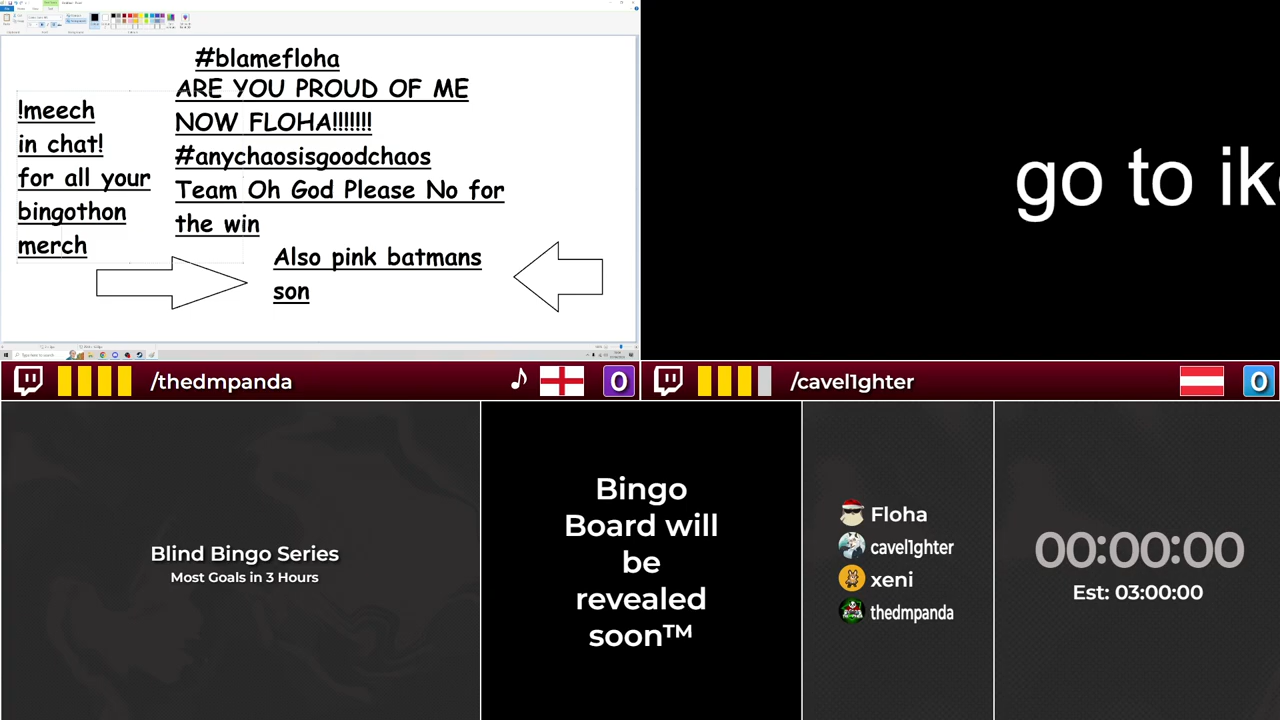 #blamefloha
ARE YOU PROUD OF ME
NOW FLOHA!!!!!!!
#anychaosisgoodchaos
Team Oh God Please No for
the win
!meech
in chat!
for all your
bingothon
merch
Also pink batmans
son
go to ik
/thedmpanda
0
/cavel1ghter
0
Blind Bingo Series
Most Goals in 3 Hours
Bingo
Board will
be
revealed
soon™
Floha
cavel1ghter
xeni
thedmpanda
00:00:00
Est: 03:00:00